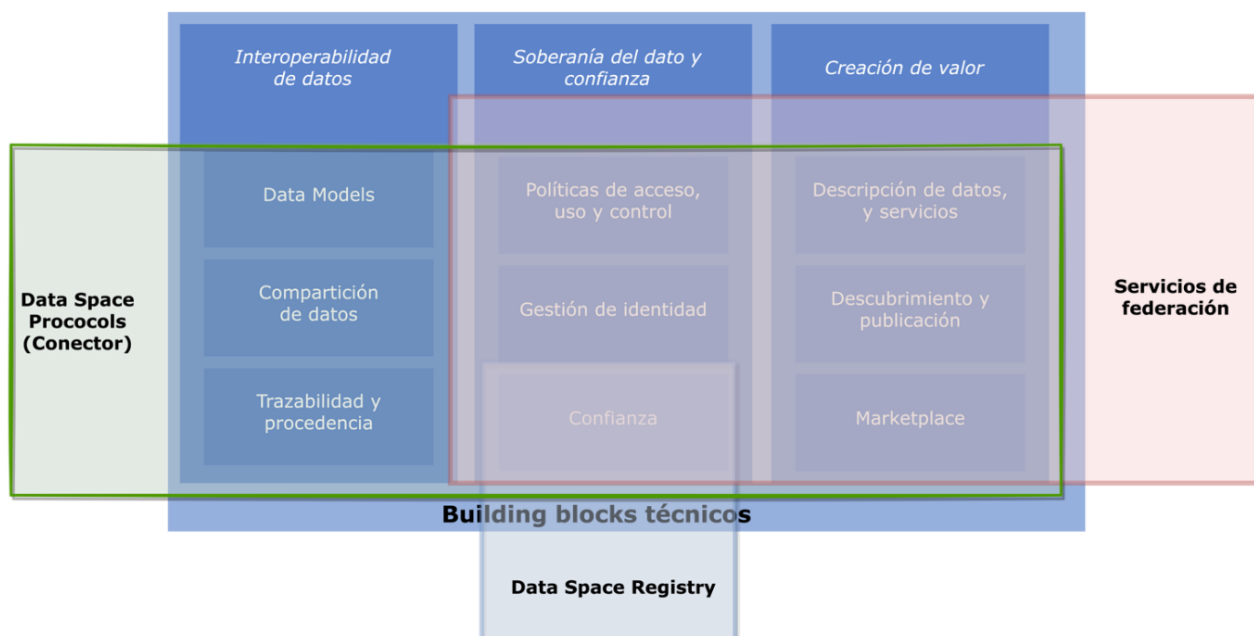 Interoperabilidad
de datos
Soberanía del dato y
confianza
Creación de valor
Data Models
Políticas de acceso,
uso y control
Descripción de datos,
y servicios
Data Space
Prococols
(Conector)
Compartición
de datos
Gestión de identidad
Descubrimiento y
publicación
Servicios de
federación
Trazabilidad y
procedencia
Confianza
Marketplace
Building blocks técnicos
Data Space Registry